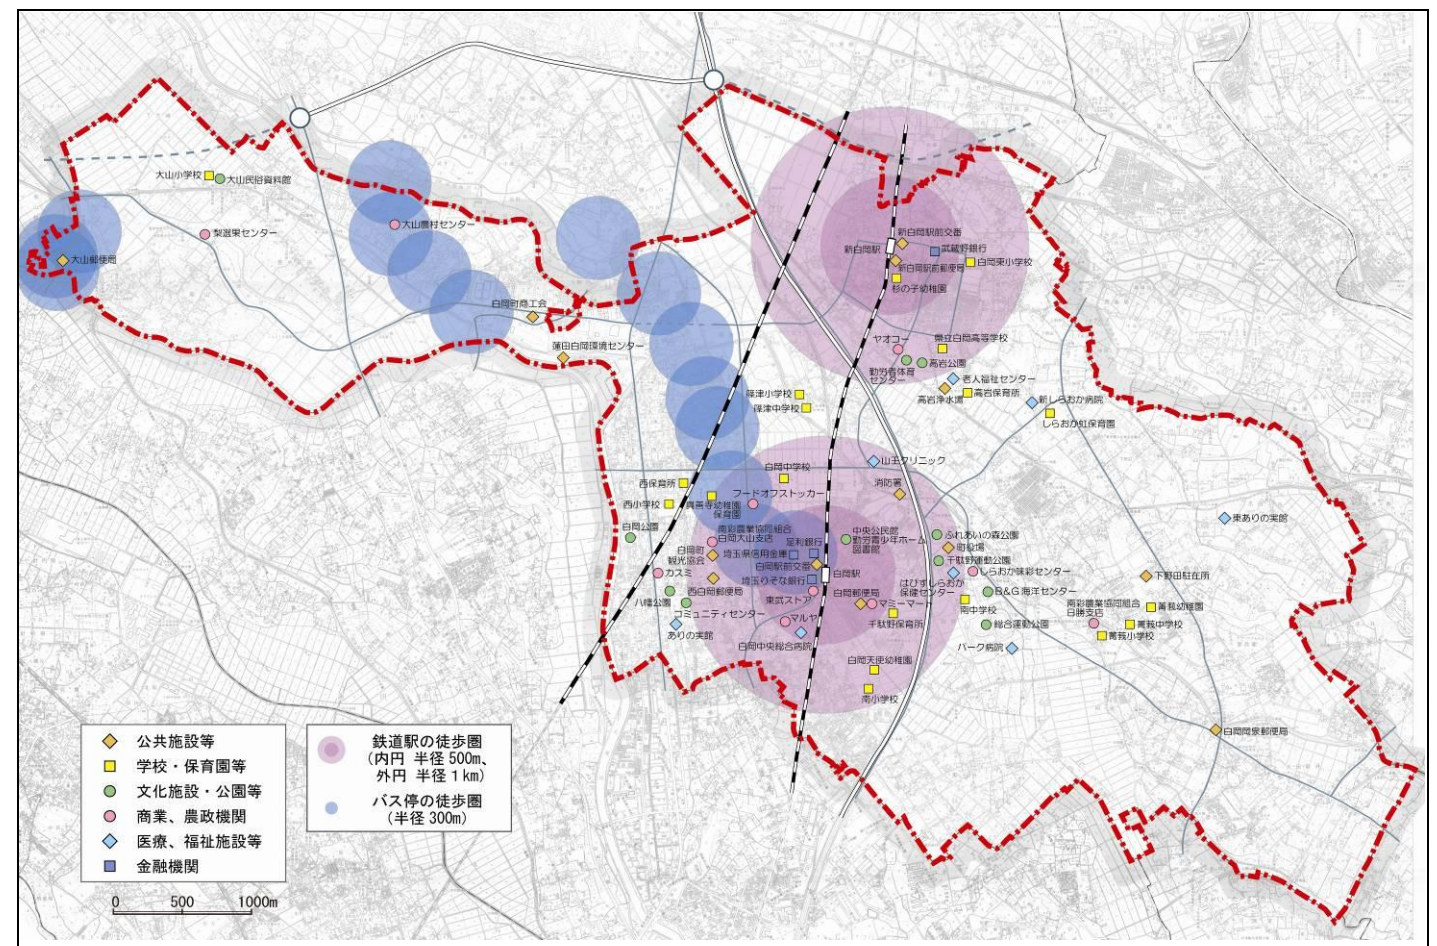 大山小学校
大山民俗資料館
梨選果センター
大山農村センター
大山郵便局
白岡町商工会
蓮田白岡環境センター
新白岡駅前交番
新白岡駅
武蔵野銀行
白岡東小学校
新白岡駅前郵便局
杉の子幼稚園
ヤオコー
県立白岡高等学校
勤労者体育
センター
高岩公園
老人福祉センター
高岩浄水場
高岩保育所
新しらおか病院
しらおか虹保育園
篠津小学校
篠津中学校
山王クリニック
白岡中学校
消防署
西保育所
フードオフストッカー
西小学校
興善寺幼稚園
保育園
白岡公園
南彩農業協同組合
白岡大山支店
足利銀行
中央公民館
勤労青少年ホーム
図書館
ふれあいの森公園
東ありの実館
白岡町
観光協会
埼玉県信用金庫
町役場
白岡駅前交番
白岡駅
千駄野運動公園
カスミ
埼玉りそな銀行
しらおか味彩センター
下野田駐在所
西白岡郵便局
はぴすしらおか
保健センター
B&G海洋センター
八幡公園
東武ストア
白岡郵便局
マミーマート
南中学校
南彩農業協同組合
日勝支店
菁莪幼稚園
コミュニティセンター
マルヤ
千駄野保育所
総合運動公園
菁莪中学校
ありの実館
菁莪小学校
白岡中央総合病院
パーク病院
白岡天使幼稚園
南小学校
白岡岡泉郵便局
公共施設等
学校・保育園等
文化施設・公園等
商業、農政機関
医療、福祉施設等
金融機関
鉄道駅の徒歩圏
(内円 半径500m、
外円 半径1km)
バス停の徒歩圏
(半径300m)
0 500 1000m